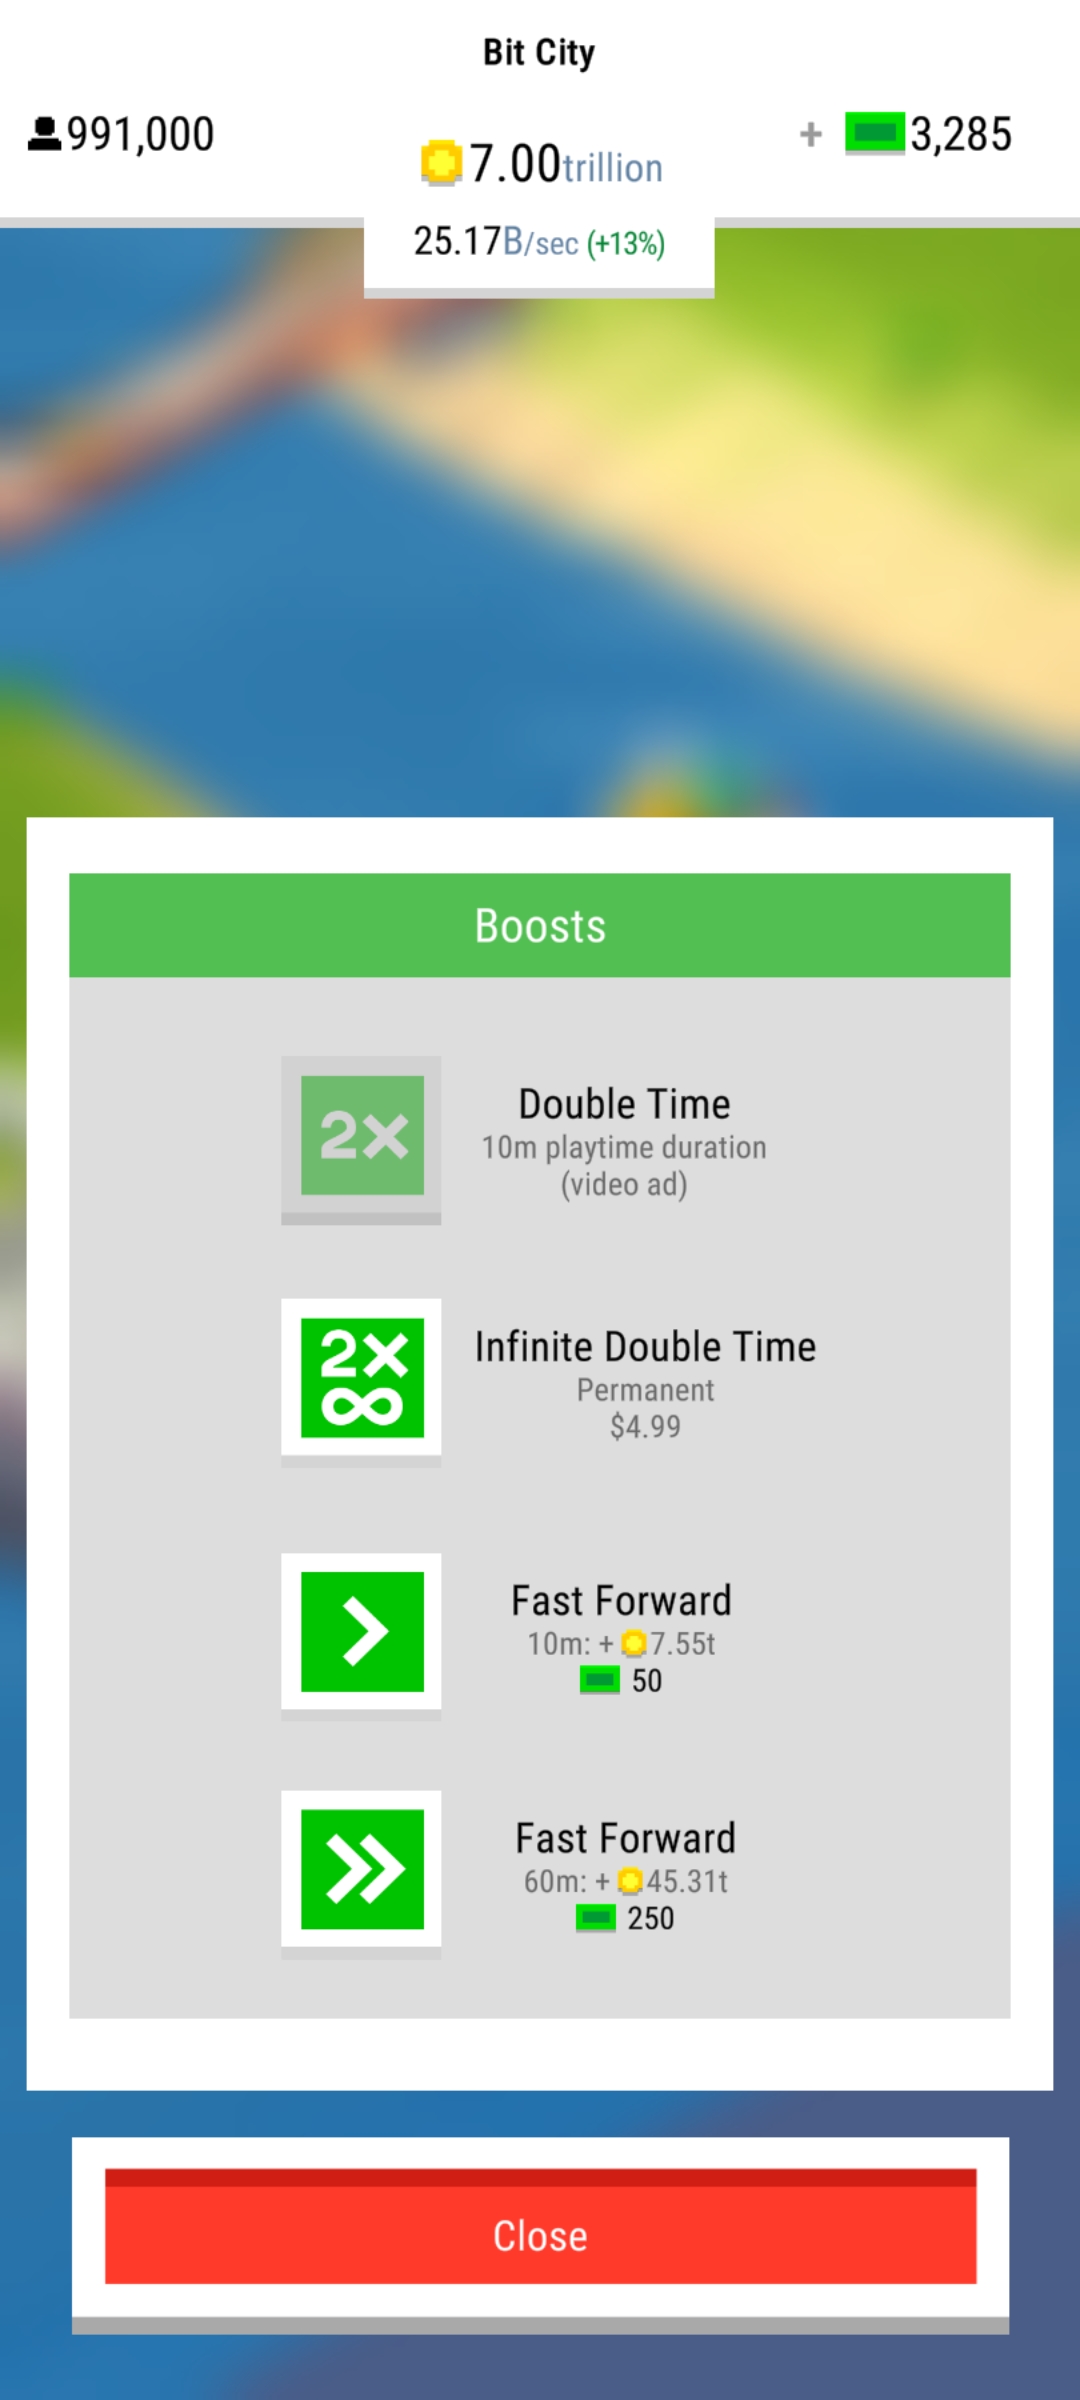 Bit City
991,000
7.00trillion
+ 3,285
25.17B/sec (+13%)
Boosts
2×
Double Time
10m playtime duration
(video ad)
2×
∞
Infinite Double Time
Permanent
$4.99
Fast Forward
10m: + 7.55t
50
Fast Forward
60m: + 45.31t
250
Close